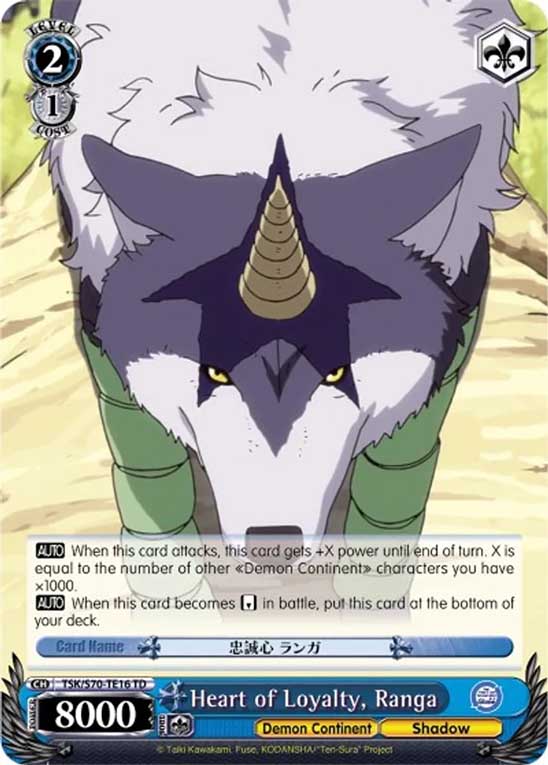 LEVEL
2
1
COST
AUTO When this card attacks, this card gets +X power until end of turn. X is
equal to the number of other «Demon Continent» characters you have
×1000.
AUTO When this card becomes in battle, put this card at the bottom of
your deck.
Card Name 忠誠心 ランガ
CH TSK/S70-TE16 TD
POWER 8000
SOUL
Heart of Loyalty, Ranga
Demon Continent Shadow
© Taiki Kawakami, Fuse, KODANSHA/“Ten-Sura” Project